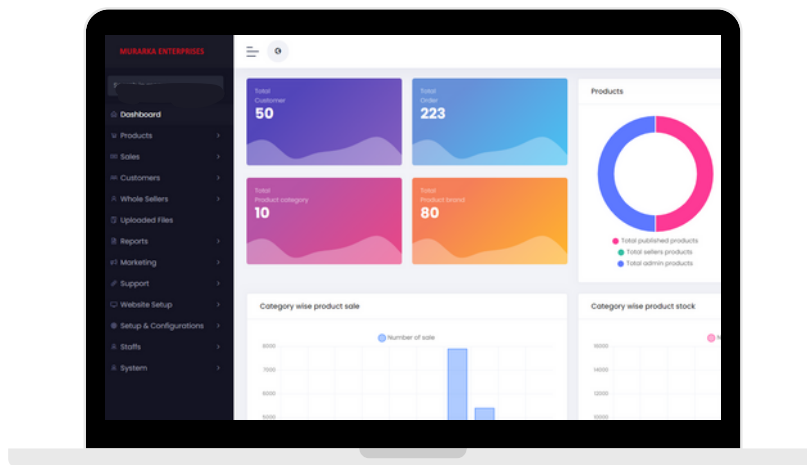 MURARKA ENTERPRISES
Dashboard
Products
Sales
Customers
Whole Sellers
Uploaded Files
Reports
Marketing
Support
Website Setup
Setup & Configurations
Staffs
System
Total
Customer
50
Total
Order
223
Total
Product category
10
Total
Product brand
80
Products
Total published products
Total sellers products
Total admin products
Category wise product sale
Number of sale
8000
7000
6000
5000
Category wise product stock
16000
14000
12000
10000